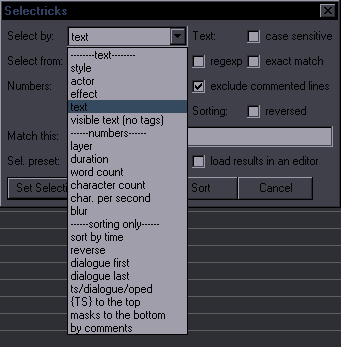 Selectricks
Select by: text Text: case sensitive
--------text--------
Select from: style regexp exact match
actor
Numbers: effect exclude commented lines
text
visible text (no tags) Sorting: reversed
------numbers------
Match this: layer
duration
Sel. preset: word count load results in an editor
character count
Set Selecti char. per second Sort Cancel
blur
------sorting only------
sort by time
reverse
dialogue first
dialogue last
ts/dialogue/oped
{TS} to the top
masks to the bottom
by comments